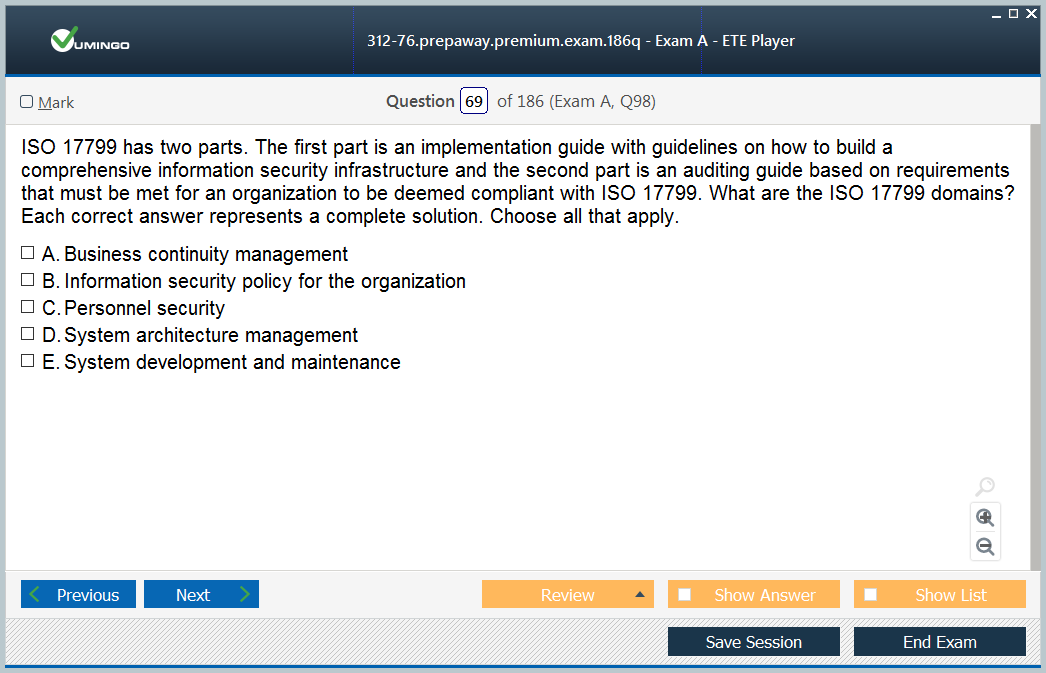 VUMINGO
312-76.prepaway.premium.exam.186q - Exam A - ETE Player
Mark
Question 69 of 186 (Exam A, Q98)
ISO 17799 has two parts. The first part is an implementation guide with guidelines on how to build a
comprehensive information security infrastructure and the second part is an auditing guide based on requirements
that must be met for an organization to be deemed compliant with ISO 17799. What are the ISO 17799 domains?
Each correct answer represents a complete solution. Choose all that apply.
A. Business continuity management
B. Information security policy for the organization
C. Personnel security
D. System architecture management
E. System development and maintenance
Previous
Next
Review
Show Answer
Show List
Save Session
End Exam